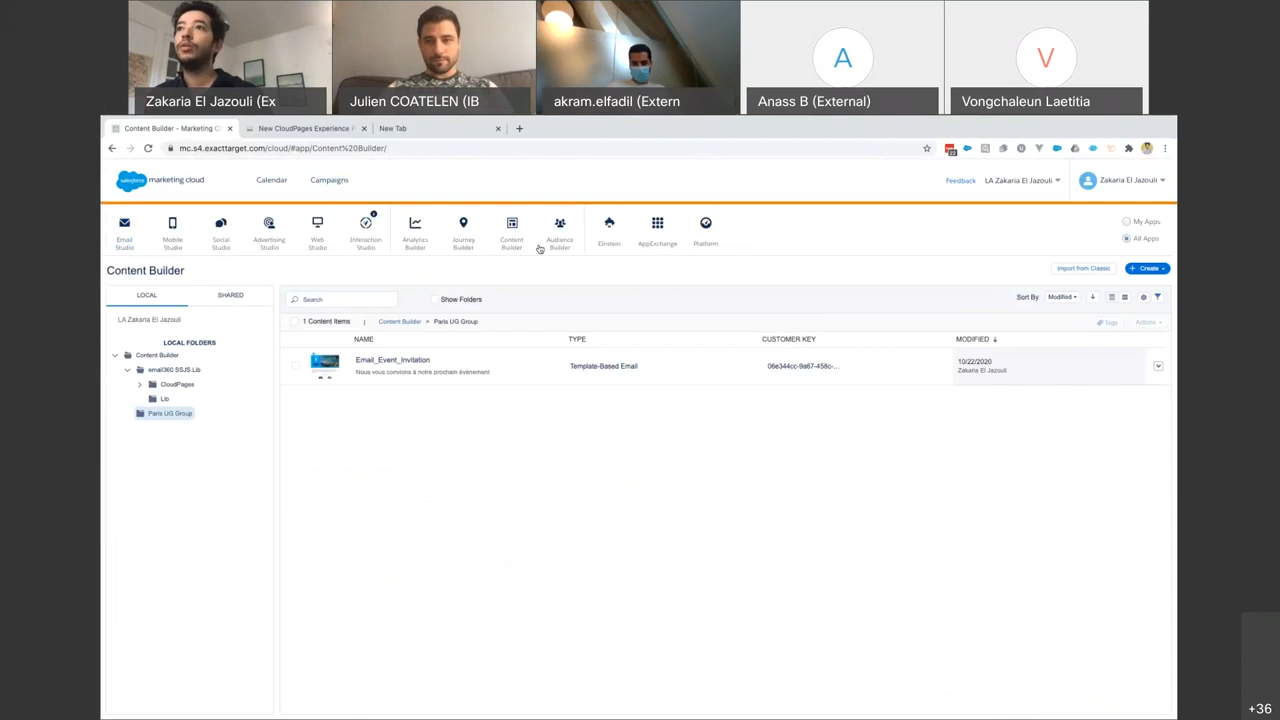 A
V
Zakaria El Jazouli (Ex
Julien COATELEN (IB
akram.elfadil (Extern
Anass B (External)
Vongchaleun Laetitia
Content Builder - Marketing C
New CloudPages Experience F
New Tab
mc.s4.exacttarget.com/cloud/#app/Content%20Builder/
salesforce
marketing cloud
Calendar
Campaigns
Feedback
LA Zakaria El Jazouli
Zakaria El Jazouli
Email Studio
Mobile Studio
Social Studio
Advertising Studio
Web Studio
Interaction Studio
Analytics Builder
Journey Builder
Content Builder
Audience Builder
Einstein
AppExchange
Platform
My Apps
All Apps
Content Builder
Import from Classic
Create
LOCAL
SHARED
Search
Show Folders
Sort By
Modified
LA Zakaria El Jazouli
1 Content Items | Content Builder > Paris UG Group
Tags
Actions
LOCAL FOLDERS
Content Builder
email360 SSJS Lib
CloudPages
Lib
Paris UG Group
NAME
TYPE
CUSTOMER KEY
MODIFIED
Email_Event_Invitation
Nous vous convions à notre prochain événement
Template-Based Email
06e344cc-9a67-458c-...
10/22/2020
Zakaria El Jazouli
+36